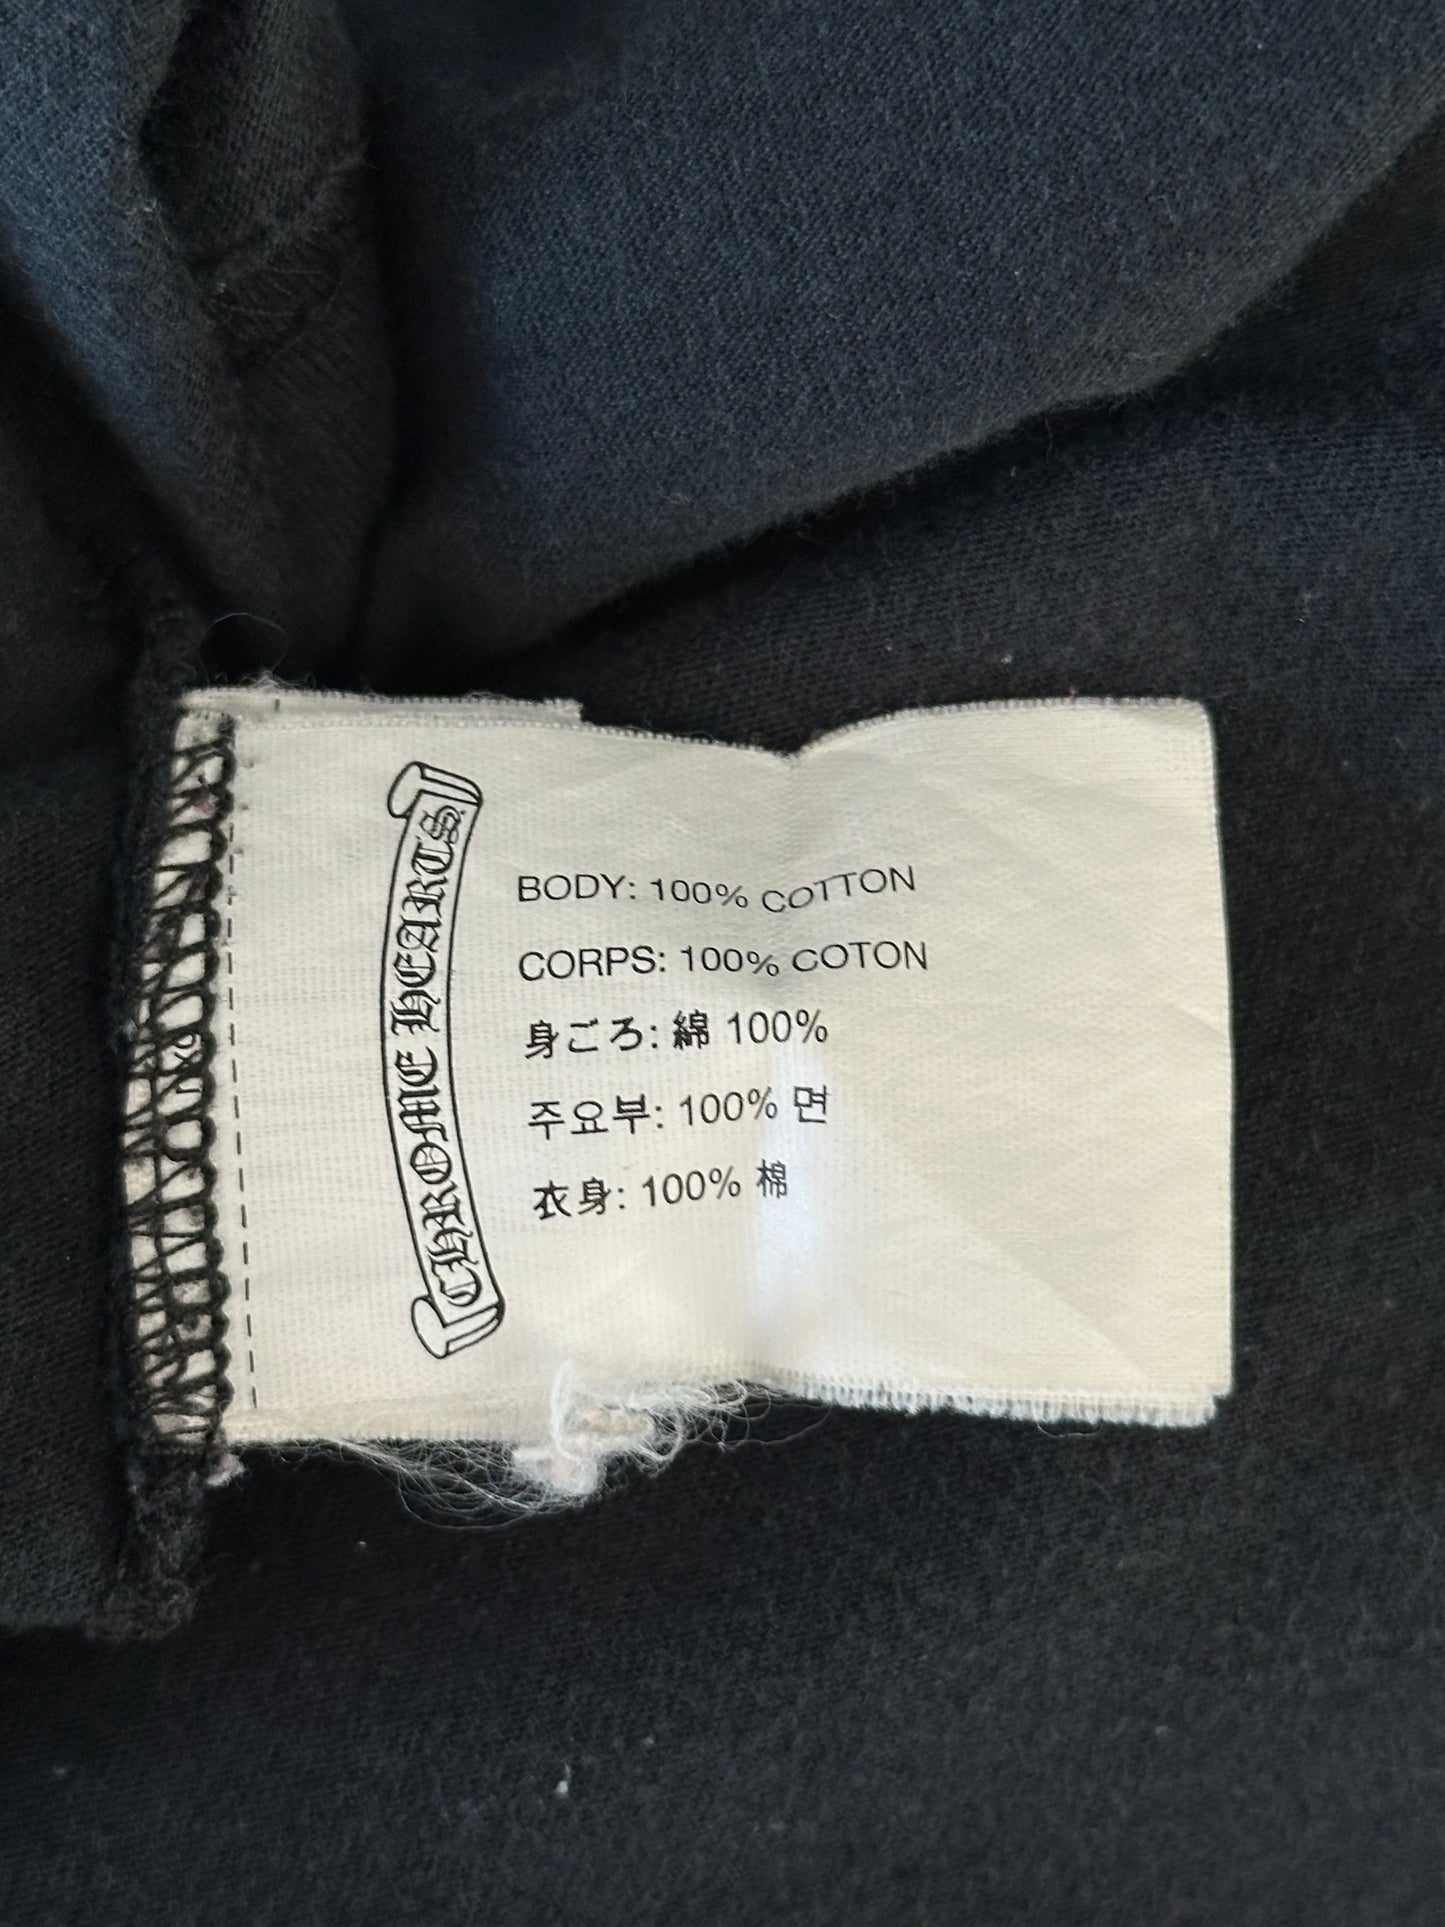 CHROME HEARTS
BODY: 100% COTTON
CORPS: 100% COTON
身ごろ: 綿 100%
주요부: 100% 면
衣身: 100% 棉